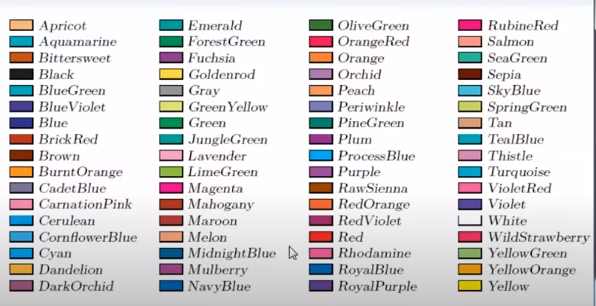 Apricot
Aquamarine
Bittersweet
Black
BlueGreen
BlueViolet
Blue
BrickRed
Brown
BurntOrange
CadetBlue
CarnationPink
Cerulean
CornflowerBlue
Cyan
Dandelion
DarkOrchid
Emerald
ForestGreen
Fuchsia
Goldenrod
Gray
GreenYellow
Green
JungleGreen
Lavender
LimeGreen
Magenta
Mahogany
Maroon
Melon
MidnightBlue
Mulberry
NavyBlue
OliveGreen
OrangeRed
Orange
Orchid
Peach
Periwinkle
PineGreen
Plum
ProcessBlue
Purple
RawSienna
RedOrange
RedViolet
Red
Rhodamine
RoyalBlue
RoyalPurple
RubineRed
Salmon
SeaGreen
Sepia
SkyBlue
SpringGreen
Tan
TealBlue
Thistle
Turquoise
VioletRed
Violet
White
WildStrawberry
YellowGreen
YellowOrange
Yellow